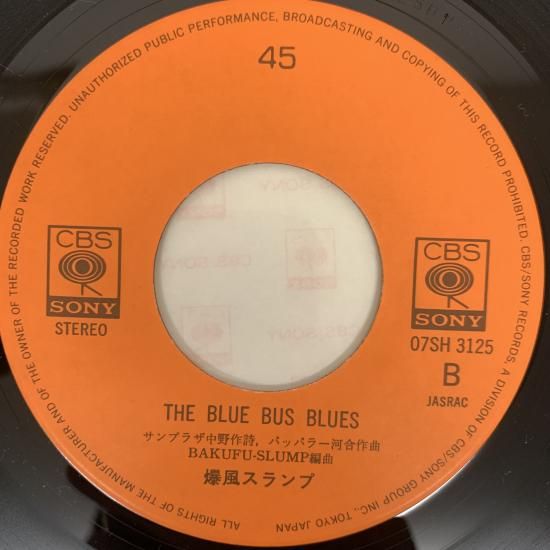 ALL RIGHTS OF THE MANUFACTURER AND OF THE OWNER OF THE RECORDED WORK RESERVED. UNAUTHORIZED PUBLIC PERFORMANCE, BROADCASTING AND COPYING OF THIS RECORD PROHIBITED. CBS/SONY RECORDS, A DIVISION OF CBS/SONY GROUP INC., TOKYO JAPAN
45
CBS
SONY
STEREO
CBS
SONY
07SH 3125
B
JASRAC
THE BLUE BUS BLUES
サンプラザ中野作詩, パッパラー河合作曲
BAKUFU-SLUMP編曲
爆風スランプ
CBS SONY